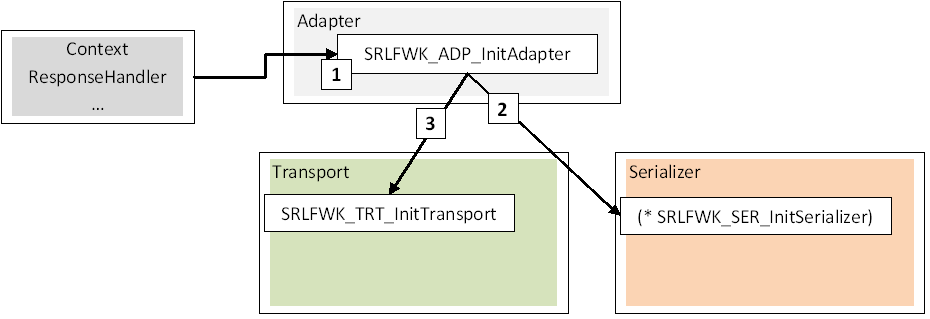 Adapter
Context
ResponseHandler
...
SRLFWK_ADP_InitAdapter
1
3
2
Transport
SRLFWK_TRT_InitTransport
Serializer
(* SRLFWK_SER_InitSerializer)